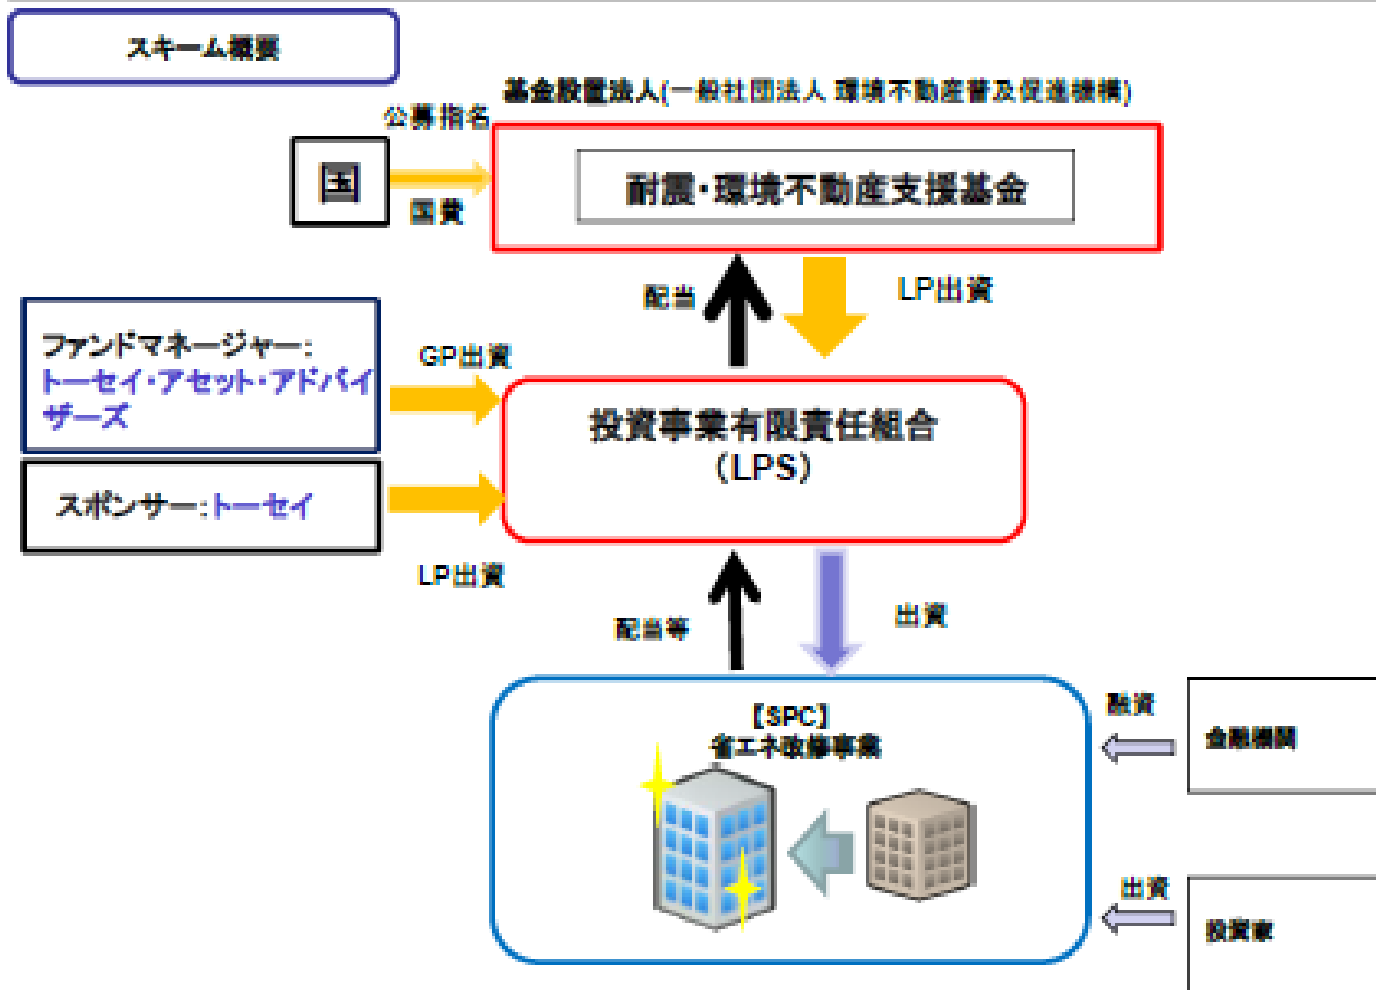 スキーム概要
基金設置法人(一般社団法人 環境不動産普及促進機構)
公募指名
国
国費
耐震・環境不動産支援基金
配当
LP出資
ファンドマネージャー:
トーセイ・アセット・アドバイ
ザーズ
GP出資
投資事業有限責任組合
(LPS)
スポンサー:トーセイ
LP出資
配当等
出資
【SPC】
省エネ改修事業
融資
金融機関
出資
投資家